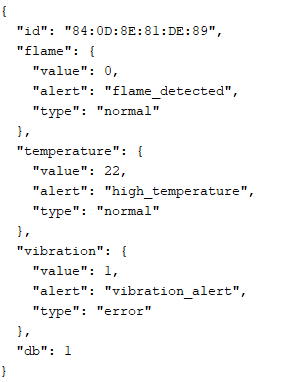 {
  "id": "84:0D:8E:81:DE:89",
  "flame": {
    "value": 0,
    "alert": "flame_detected",
    "type": "normal"
  },
  "temperature": {
    "value": 22,
    "alert": "high_temperature",
    "type": "normal"
  },
  "vibration": {
    "value": 1,
    "alert": "vibration_alert",
    "type": "error"
  },
  "db": 1
}